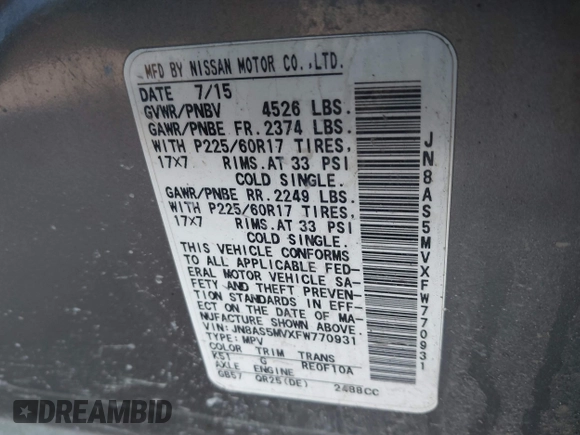 MFD BY NISSAN MOTOR CO.,LTD.
DATE 7/15
GVWR/PNBV 4526 LBS.
GAWR/PNBE FR. 2374 LBS.
WITH P225/60R17 TIRES,
17x7 RIMS. AT 33 PSI
COLD SINGLE.
GAWR/PNBE RR. 2249 LBS.
WITH P225/60R17 TIRES,
17x7 RIMS. AT 33 PSI
COLD SINGLE.
THIS VEHICLE CONFORMS
TO ALL APPLICABLE FED-
ERAL MOTOR VEHICLE SA-
FETY AND THEFT PREVEN-
TION STANDARDS IN EFF-
ECT ON THE DATE OF MA-
NUFACTURE SHOWN ABOVE.
VIN: JN8AS5MVXFW770931
TYPE: MPV
COLOR TRIM TRANS
K51 G RE0F10A
AXLE ENGINE
GB57 QR25(DE) 2488CC
JN8AS5MVXFW770931
DREAMBID